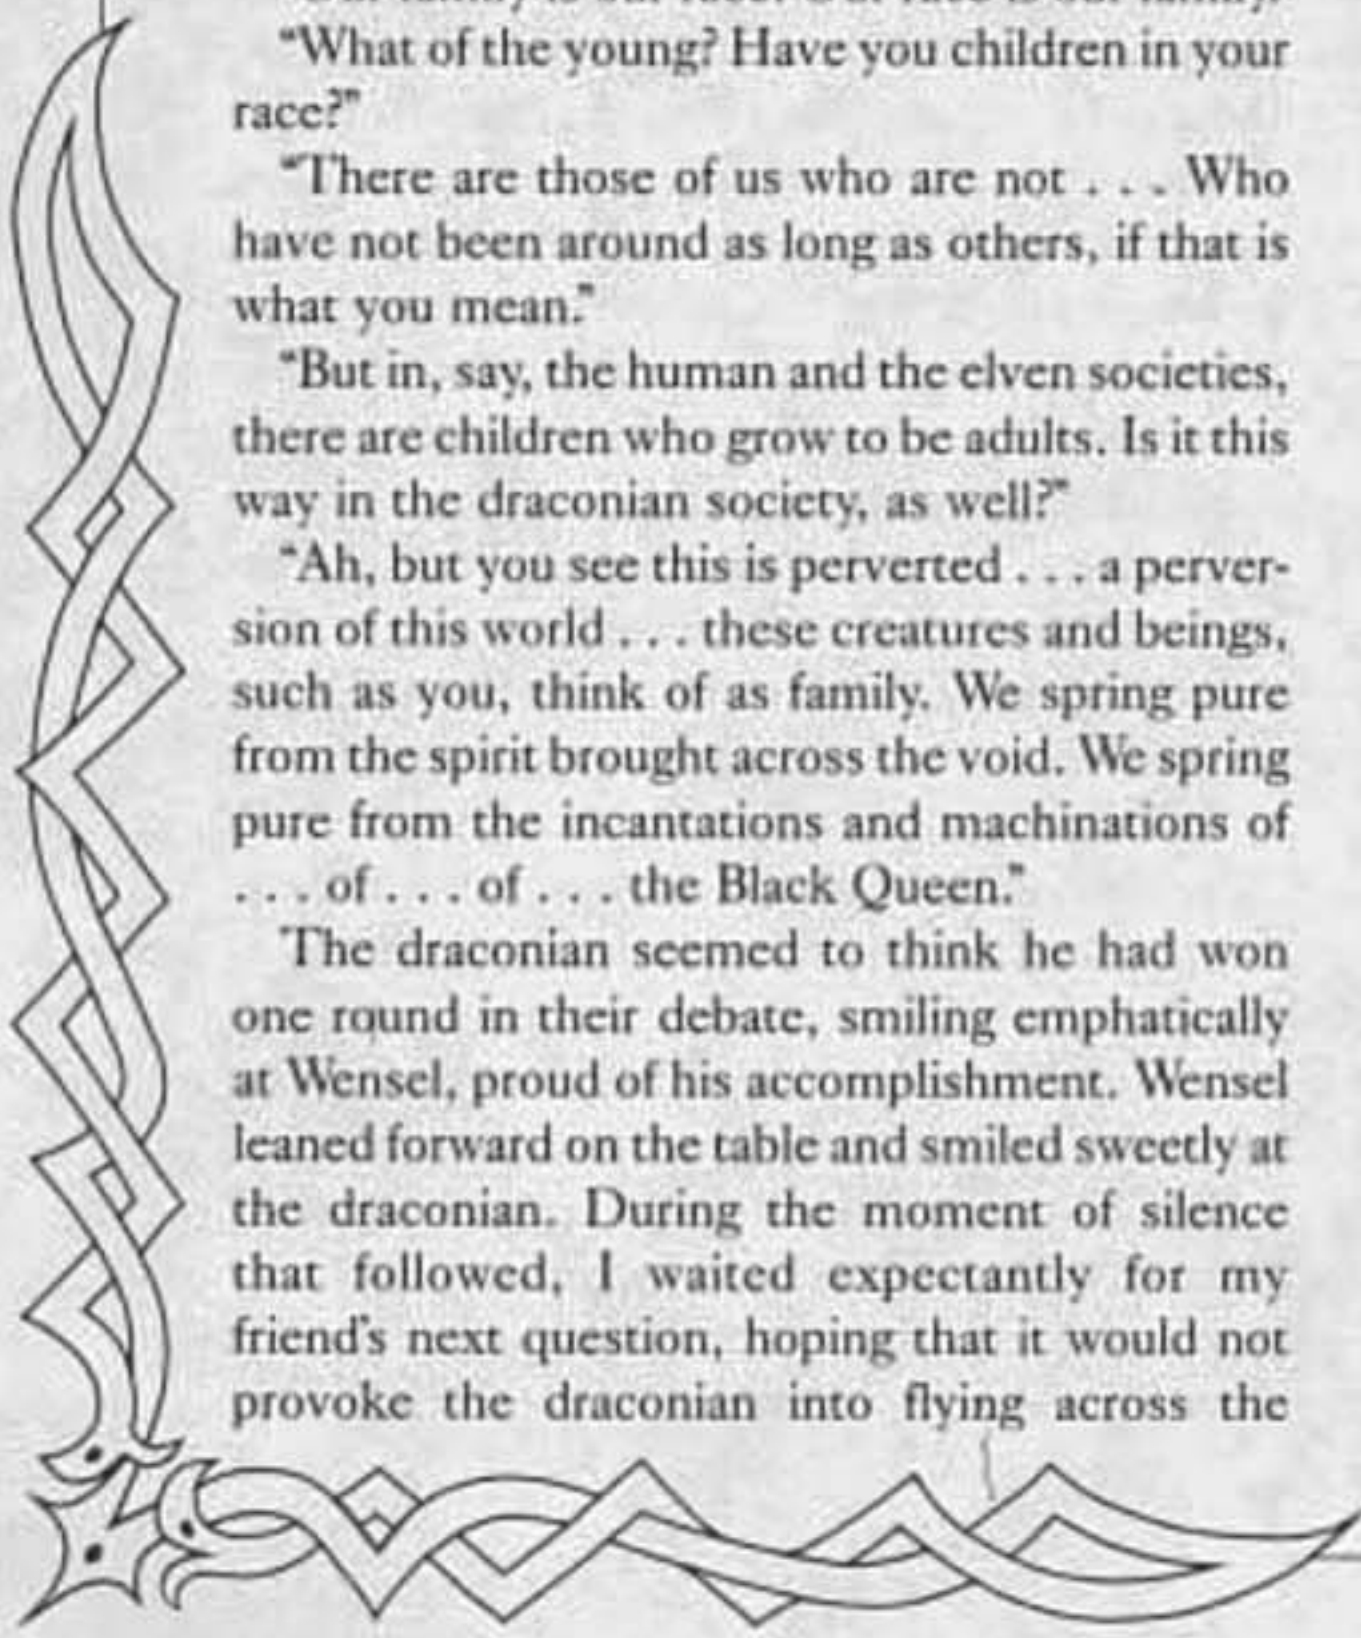 "What of the young? Have you children in your
race?"
"There are those of us who are not . . . Who
have not been around as long as others, if that is
what you mean."
"But in, say, the human and the elven societies,
there are children who grow to be adults. Is it this
way in the draconian society, as well?"
"Ah, but you see this is perverted . . . a perver-
sion of this world . . . these creatures and beings,
such as you, think of as family. We spring pure
from the spirit brought across the void. We spring
pure from the incantations and machinations of
. . . of . . . of . . . the Black Queen."
The draconian seemed to think he had won
one round in their debate, smiling emphatically
at Wensel, proud of his accomplishment. Wensel
leaned forward on the table and smiled sweetly at
the draconian. During the moment of silence
that followed, I waited expectantly for my
friend's next question, hoping that it would not
provoke the draconian into flying across the